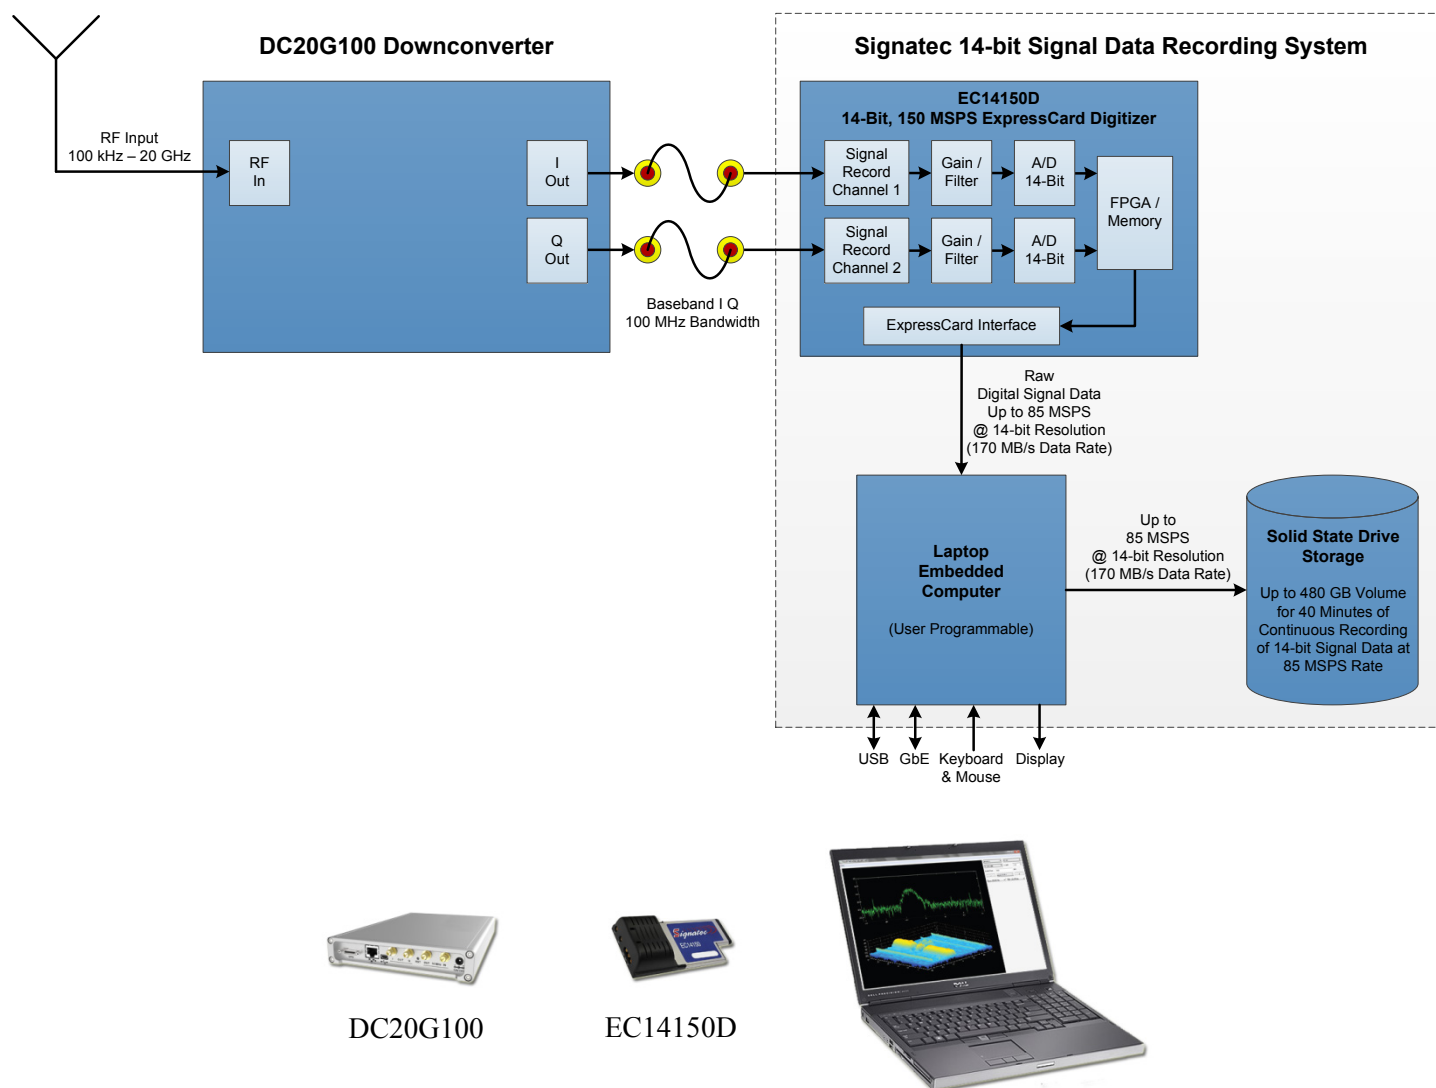 DC20G100 Downconverter
Signatec 14-bit Signal Data Recording System
RF Input
100 kHz – 20 GHz
RF
In
I
Out
Q
Out
Baseband I Q
100 MHz Bandwidth
EC14150D
14-Bit, 150 MSPS ExpressCard Digitizer
Signal
Record
Channel 1
Gain /
Filter
A/D
14-Bit
FPGA /
Memory
Signal
Record
Channel 2
Gain /
Filter
A/D
14-Bit
ExpressCard Interface
Raw
Digital Signal Data
Up to 85 MSPS
@ 14-bit Resolution
(170 MB/s Data Rate)
Laptop
Embedded
Computer
(User Programmable)
Up to
85 MSPS
@ 14-bit Resolution
(170 MB/s Data Rate)
Solid State Drive
Storage
Up to 480 GB Volume
for 40 Minutes of
Continuous Recording
of 14-bit Signal Data at
85 MSPS Rate
USB
GbE
Keyboard
& Mouse
Display
Signatec
EC14150
DC20G100
EC14150D